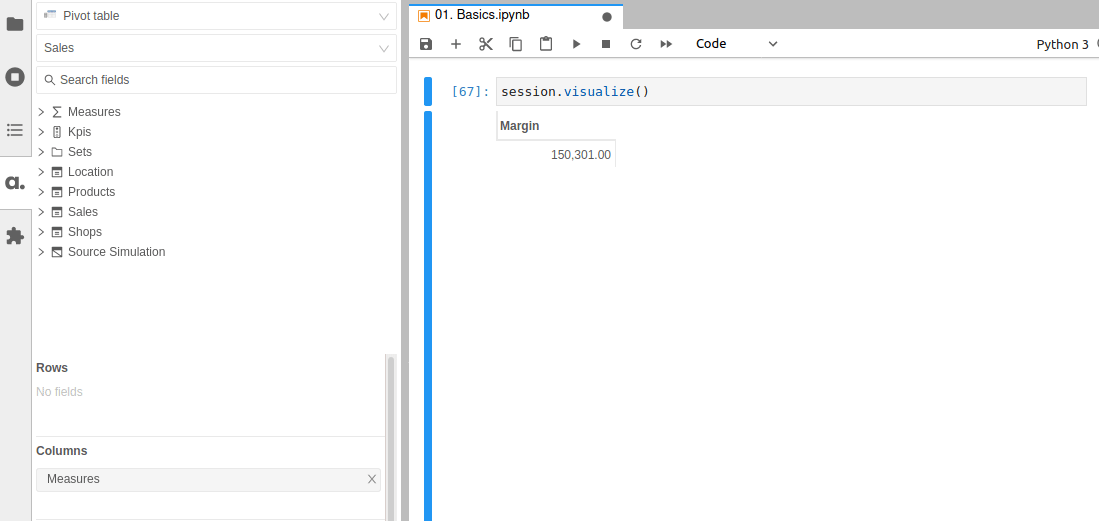 Pivot table
Sales
Search fields
Measures
Kpis
Sets
Location
Products
Sales
Shops
Source Simulation
Rows
No fields
Columns
Measures
a.
01. Basics.ipynb
Code
Python 3
[67]:
session.visualize()
Margin
150,301.00